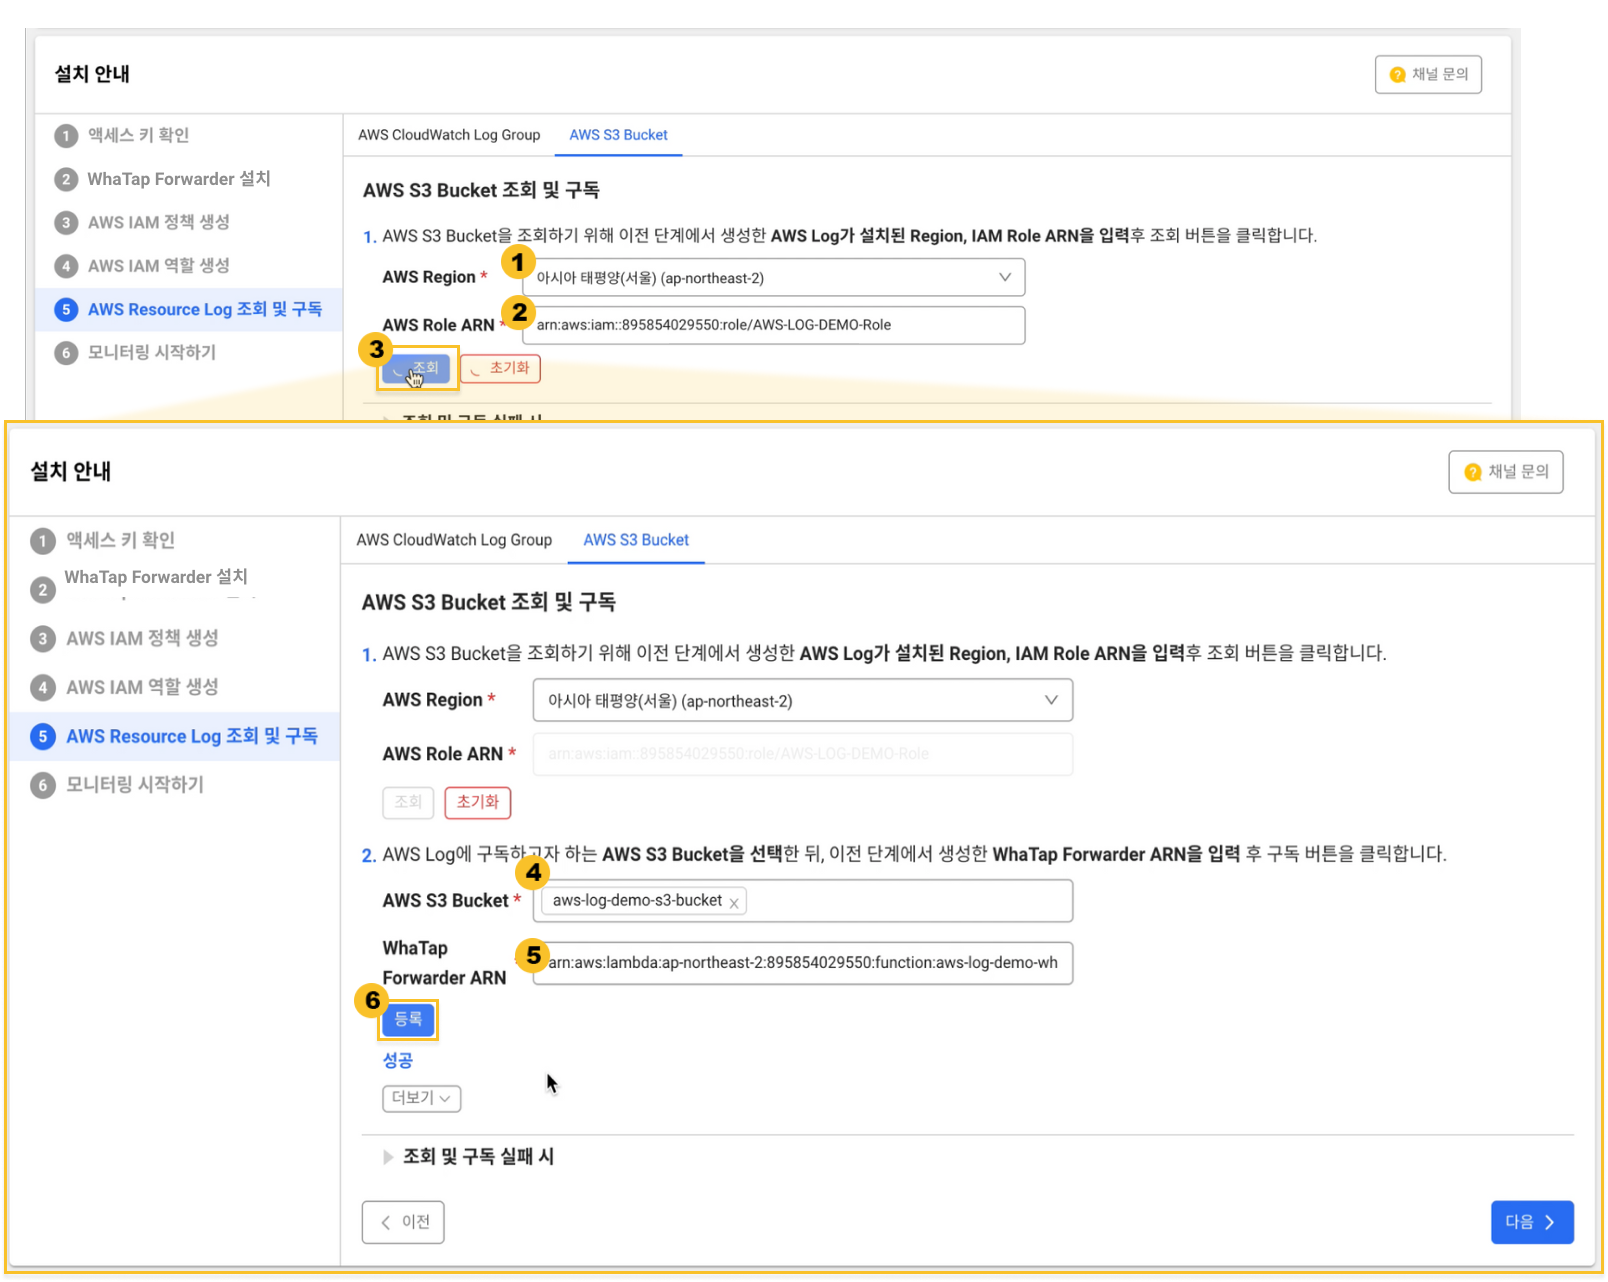 설치 안내
? 채널 문의
1 액세스 키 확인
2 WhaTap Forwarder 설치
3 AWS IAM 정책 생성
4 AWS IAM 역할 생성
5 AWS Resource Log 조회 및 구독
6 모니터링 시작하기
AWS CloudWatch Log Group AWS S3 Bucket
AWS S3 Bucket 조회 및 구독
1. AWS S3 Bucket을 조회하기 위해 이전 단계에서 생성한 AWS Log가 설치된 Region, IAM Role ARN을 입력후 조회 버튼을 클릭합니다.
AWS Region * 1 아시아 태평양(서울) (ap-northeast-2)
AWS Role ARN * 2 arn:aws:iam::895854029550:role/AWS-LOG-DEMO-Role
3 조회 초기화
조회 및 구독 실패 시
설치 안내
? 채널 문의
1 액세스 키 확인
2 WhaTap Forwarder 설치
3 AWS IAM 정책 생성
4 AWS IAM 역할 생성
5 AWS Resource Log 조회 및 구독
6 모니터링 시작하기
AWS CloudWatch Log Group AWS S3 Bucket
AWS S3 Bucket 조회 및 구독
1. AWS S3 Bucket을 조회하기 위해 이전 단계에서 생성한 AWS Log가 설치된 Region, IAM Role ARN을 입력후 조회 버튼을 클릭합니다.
AWS Region * 아시아 태평양(서울) (ap-northeast-2)
AWS Role ARN * arn:aws:iam::895854029550:role/AWS-LOG-DEMO-Role
조회 초기화
2. AWS Log에 구독하고자 하는 AWS S3 Bucket을 선택한 뒤, 이전 단계에서 생성한 WhaTap Forwarder ARN을 입력 후 구독 버튼을 클릭합니다.
AWS S3 Bucket * 4 aws-log-demo-s3-bucket x
WhaTap
Forwarder ARN 5 arn:aws:lambda:ap-northeast-2:895854029550:function:aws-log-demo-wh
6 등록
성공
더보기
조회 및 구독 실패 시
이전
다음